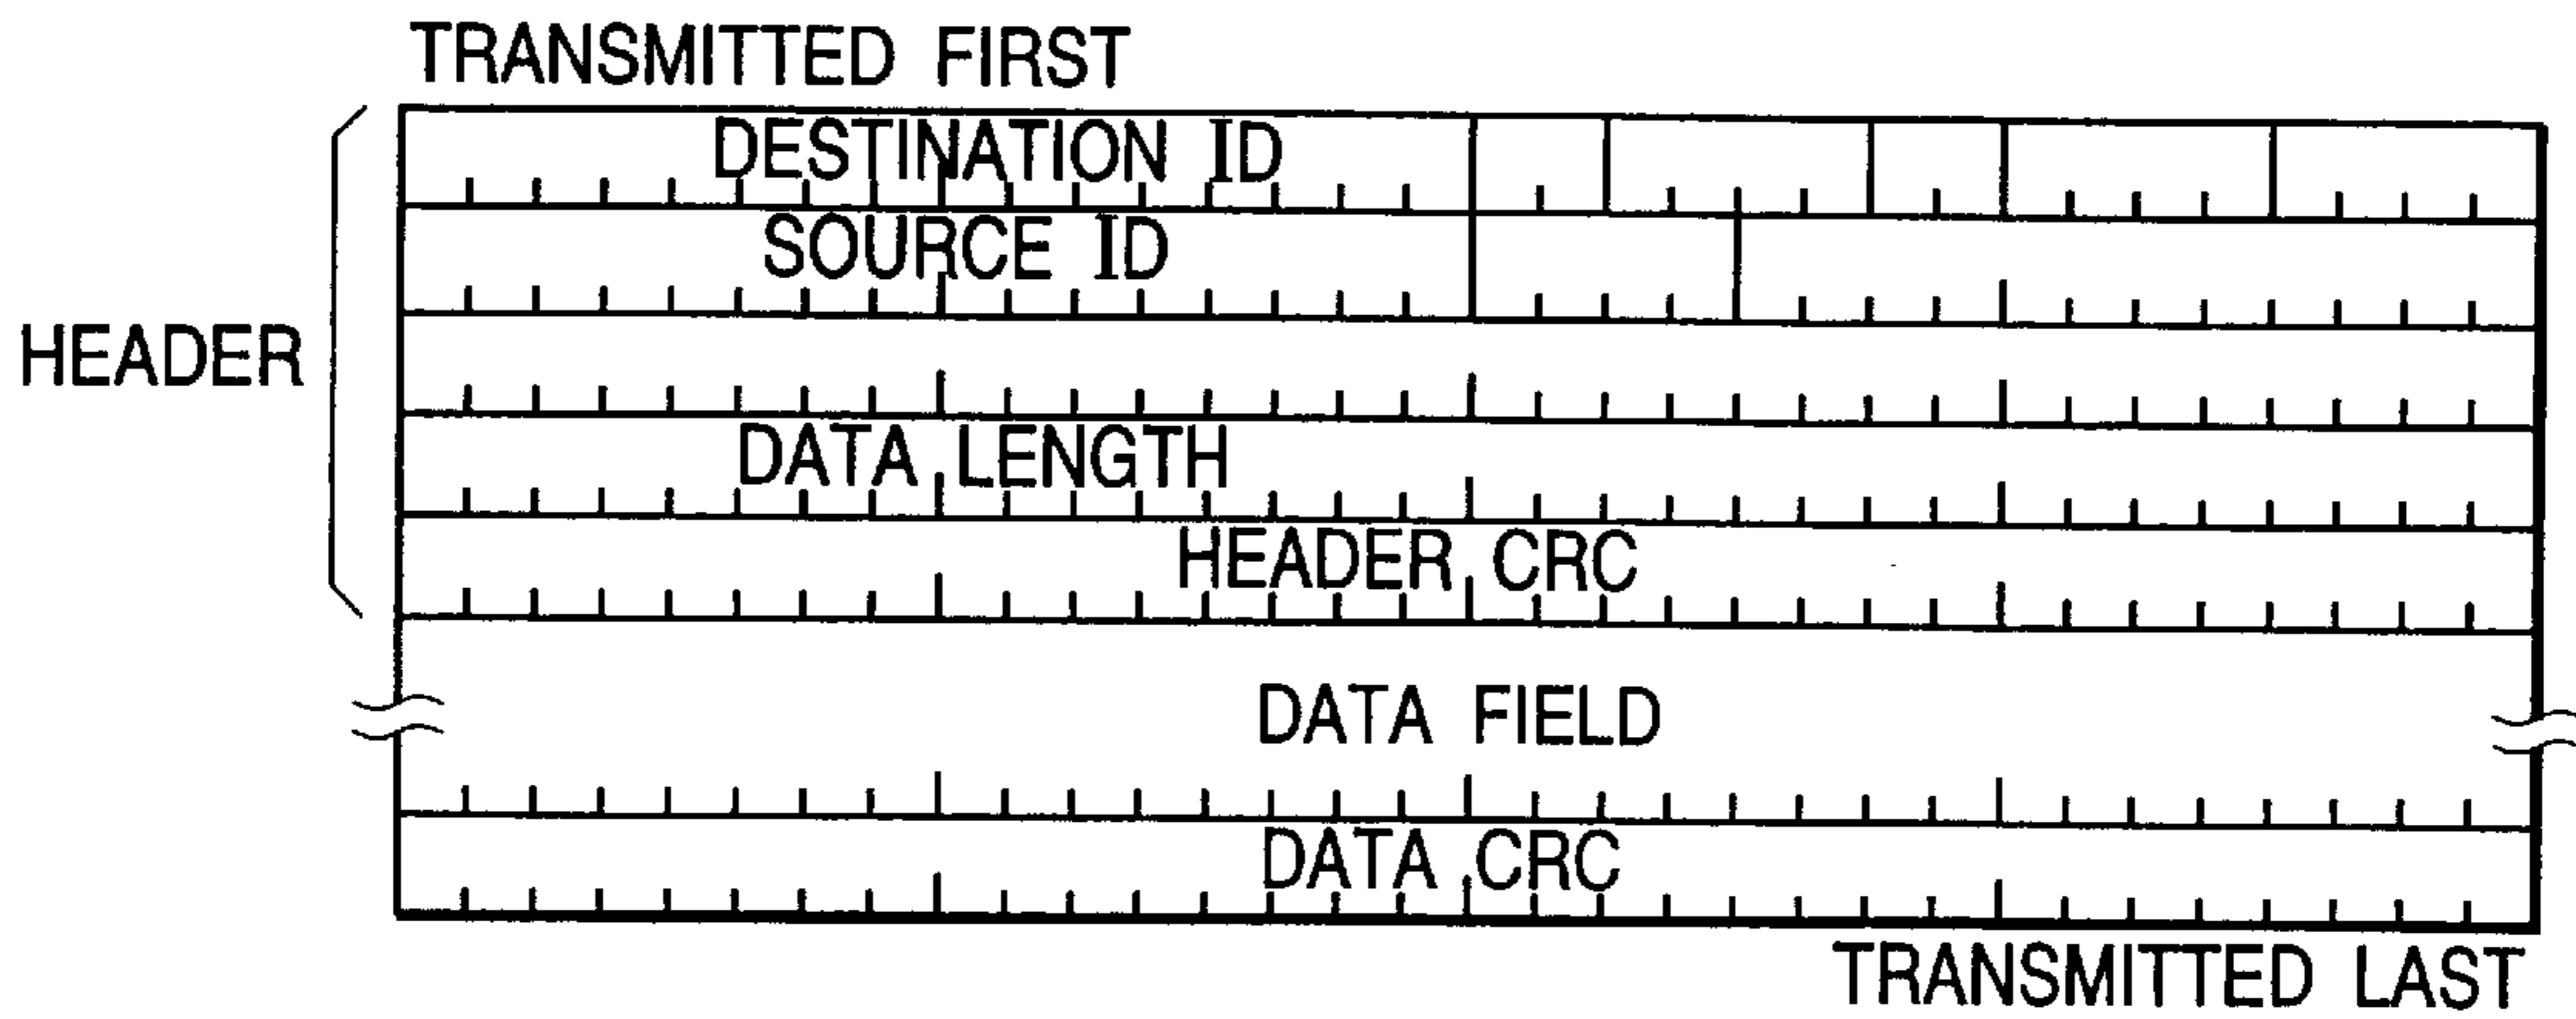 TRANSMITTED FIRST
DESTINATION ID
SOURCE ID
HEADER
DATA LENGTH
HEADER CRC
DATA FIELD
DATA CRC
TRANSMITTED LAST